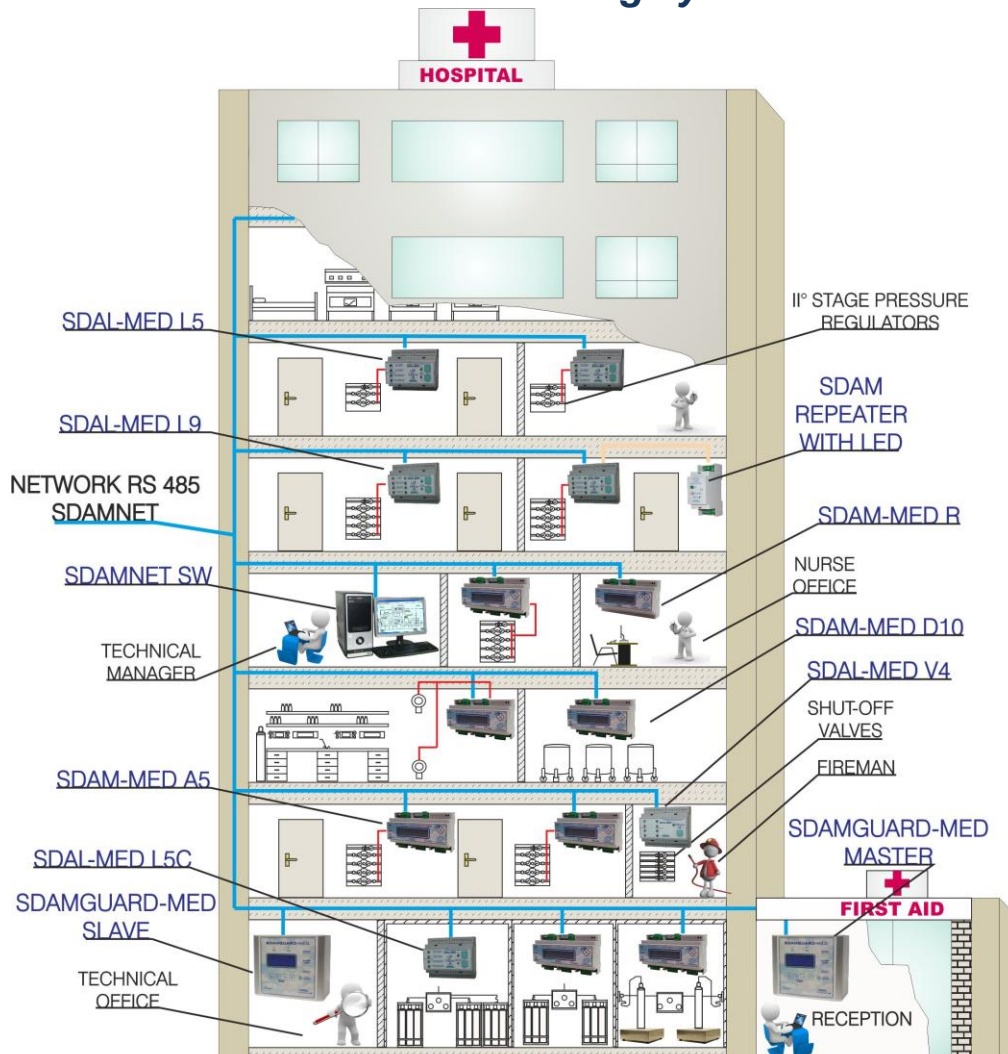 HOSPITAL
II° STAGE PRESSURE
REGULATORS
SDAL-MED L5
SDAM
REPEATER
WITH LED
SDAL-MED L9
NETWORK RS 485
SDAMNET
SDAM-MED R
SDAMNET SW
NURSE
OFFICE
SDAM-MED D10
TECHNICAL
MANAGER
SDAL-MED V4
SHUT-OFF
VALVES
SDAM-MED A5
FIREMAN
SDAMGUARD-MED
MASTER
SDAL-MED L5C
SDAMGUARD-MED
SLAVE
FIRST AID
TECHNICAL
OFFICE
RECEPTION